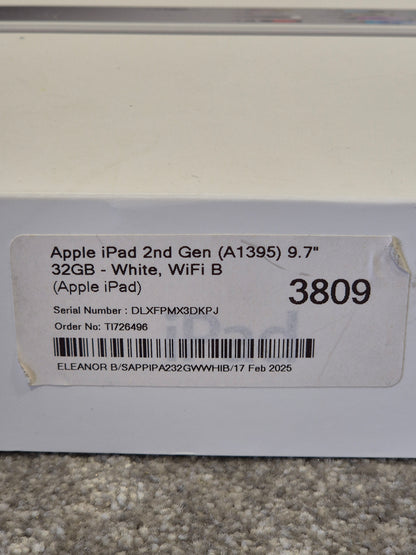 Apple iPad 2nd Gen (A1395) 9.7"
32GB - White, WiFi B
(Apple iPad)
3809
Serial Number : DLXFPMX3DKPJ
Order No: TI726496
iPad
ELEANOR B/SAPPIPA232GWWHIB/17 Feb 2025